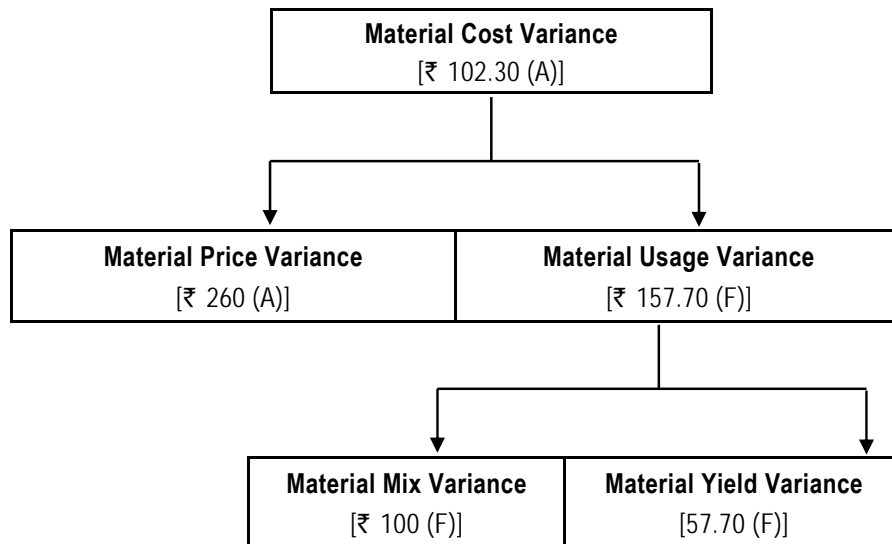 Material Cost Variance
[₹ 102.30 (A)]
Material Price Variance
[₹ 260 (A)]
Material Usage Variance
[₹ 157.70 (F)]
Material Mix Variance
[₹ 100 (F)]
Material Yield Variance
[57.70 (F)]